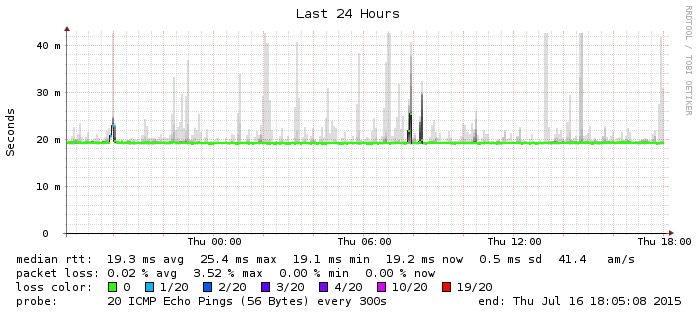 Last 24 Hours
RRDTOOL / TOBI OETIKER
Seconds
40 m
30 m
20 m
10 m
0
Thu 00:00 Thu 06:00 Thu 12:00 Thu 18:00
median rtt: 19.3 ms avg 25.4 ms max 19.1 ms min 19.2 ms now 0.5 ms sd 41.4 am/s
packet loss: 0.02 % avg 3.52 % max 0.00 % min 0.00 % now
loss color: 0 1/20 2/20 3/20 4/20 10/20 19/20
probe: 20 ICMP Echo Pings (56 Bytes) every 300s end: Thu Jul 16 18:05:08 2015